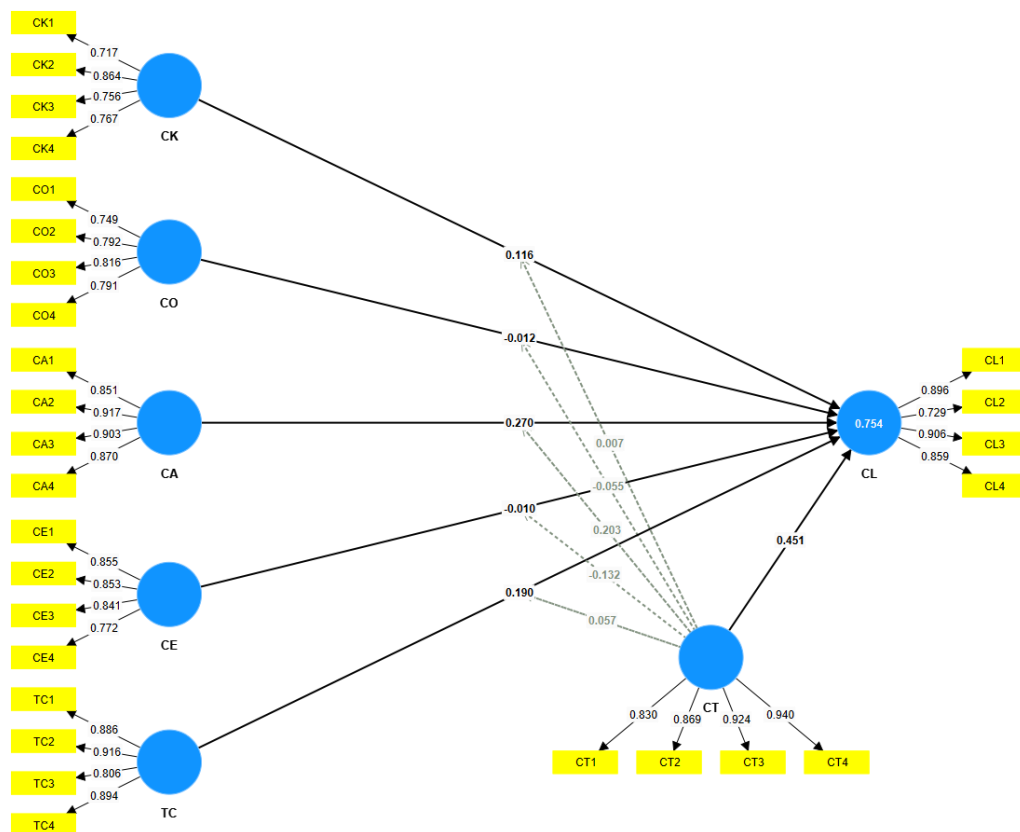 CK1
0.717
CK2
0.864
CK3
0.756
0.767
CK4
CK
CO1
0.749
CO2
0.792
CO3
0.816
0.791
CO4
CO
CA1
0.851
CA2
0.917
CA3
0.903
0.870
CA4
CA
CE1
0.855
CE2
0.853
CE3
0.841
0.772
CE4
CE
TC1
0.886
TC2
0.916
TC3
0.806
0.894
TC4
TC
0.116
-0.012
0.270
-0.010
0.190
0.007
-0.055
0.203
-0.132
0.057
0.451
0.754
CL
CL1
0.896
CL2
0.729
0.906
CL3
0.859
CL4
CT
0.830
0.869
0.924
0.940
CT1
CT2
CT3
CT4